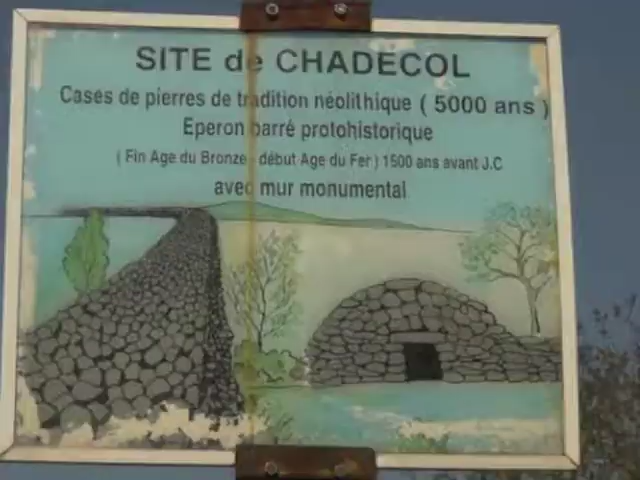 SITE de CHADECOL
Cases de pierres de tradition néolithique ( 5000 ans )
Eperon barré protohistorique
( Fin Age du Bronze - début Age du Fer ) 1500 ans avant J.C
avec mur monumental